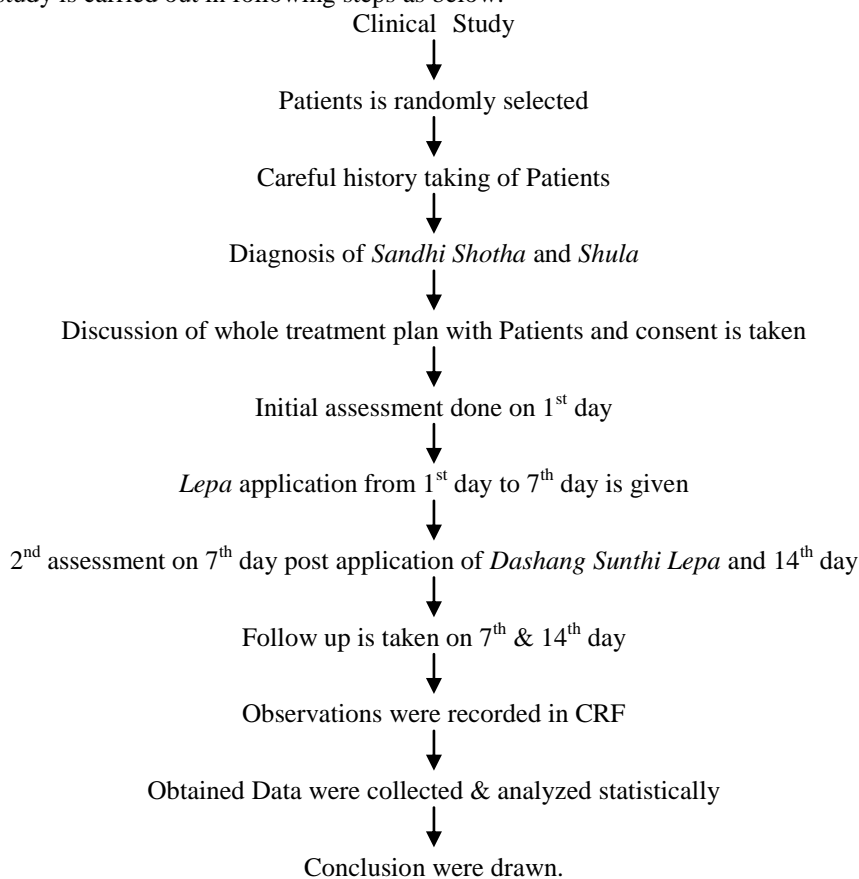 study is carried out in following steps as below.
Clinical Study
Patients is randomly selected
Careful history taking of Patients
Diagnosis of Sandhi Shotha and Shula
Discussion of whole treatment plan with Patients and consent is taken
Initial assessment done on 1st day
Lepa application from 1st day to 7th day is given
2nd assessment on 7th day post application of Dashang Sunthi Lepa and 14th day
Follow up is taken on 7th & 14th day
Observations were recorded in CRF
Obtained Data were collected & analyzed statistically
Conclusion were drawn.